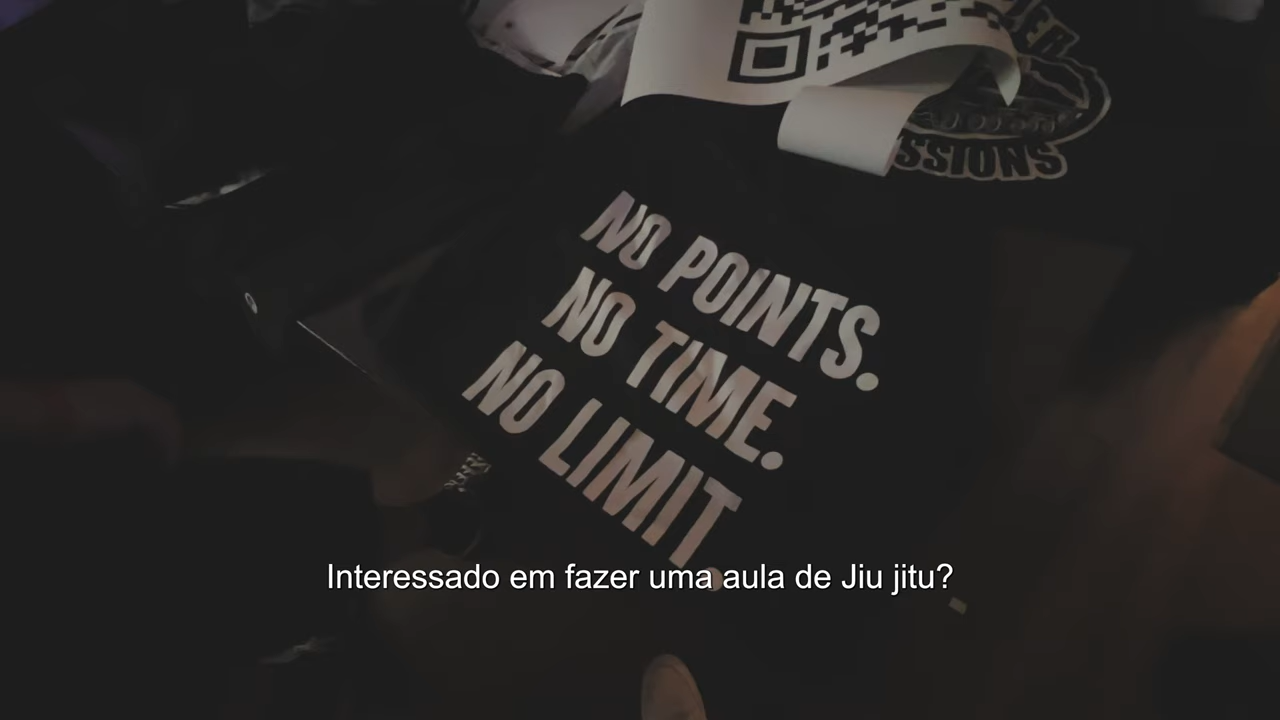 SSIONS
NO POINTS.
NO TIME.
NO LIMIT.
Interessado em fazer uma aula de Jiu jitu?